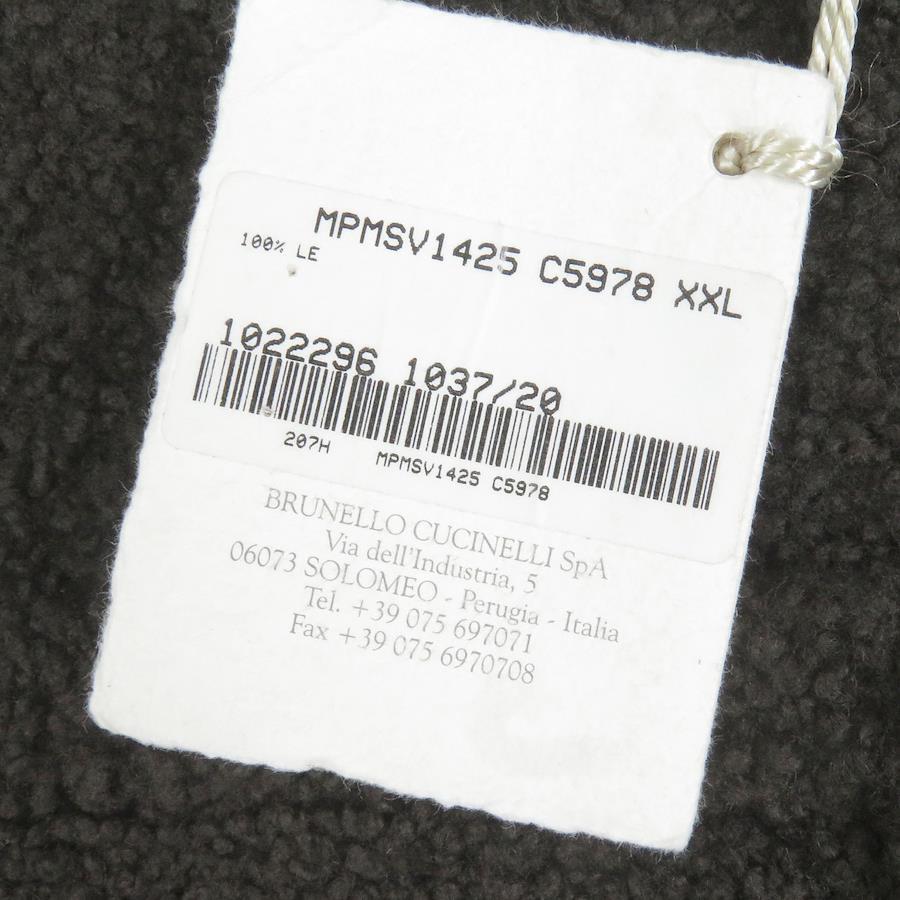 MPMSV1425 C5978 XXL
100% LE
1022296 1037/20
207H MPMSV1425 C5978
BRUNELLO CUCINELLI SpA
Via dell'Industria, 5
06073 SOLOMEO - Perugia - Italia
Tel. +39 075 697071
Fax +39 075 6970708